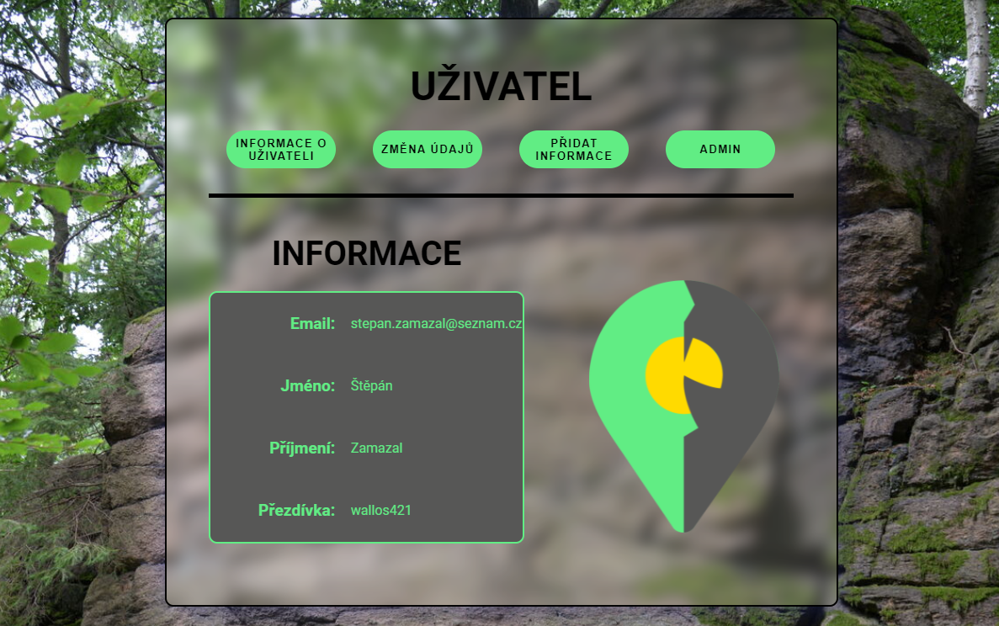 UŽIVATEL
INFORMACE O
UŽIVATELI
ZMĚNA ÚDAJŮ
PŘIDAT
INFORMACE
ADMIN
INFORMACE
Email: stepan.zamazal@seznam.cz
Jméno: Štěpán
Příjmení: Zamazal
Přezdívka: wallos421